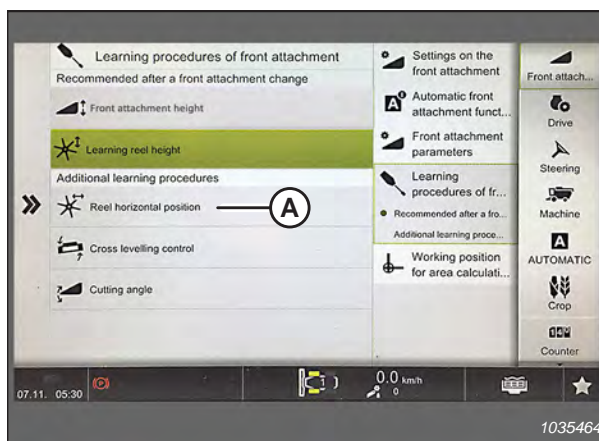 Learning procedures of front attachment
Recommended after a front attachment change
Front attachment height
Learning reel height
Additional learning procedures
Reel horizontal position
A
Cross levelling control
Cutting angle
Settings on the
front attachment
A
Automatic front
attachment funct...
Front attachment
parameters
Learning
procedures of fr...
Recommended after a fro...
Additional learning proce...
Working position
for area calculati...
Front attach...
Drive
Steering
Machine
A
AUTOMATIC
Crop
Counter
07.11. 05:30
(P)
1
0.0 km/h
0
1035464